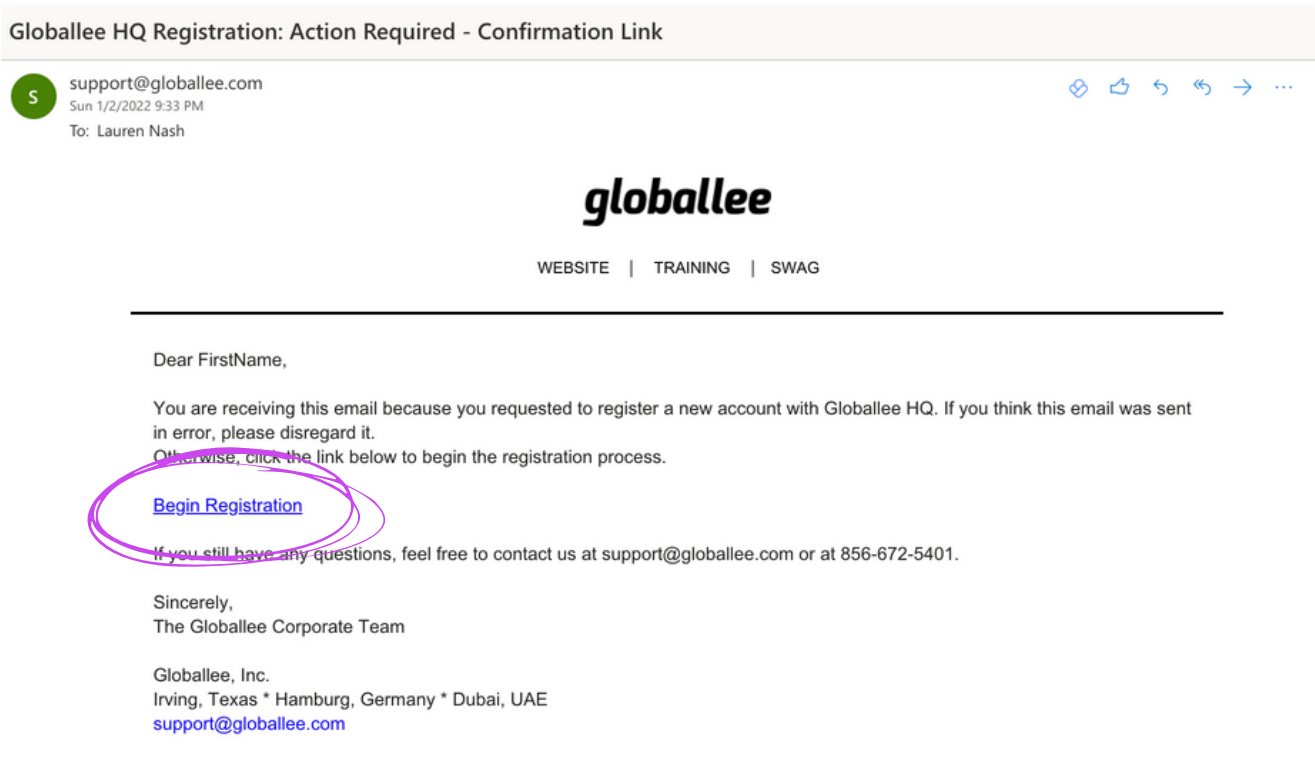 Globallee HQ Registration: Action Required - Confirmation Link
S
support@globallee.com
Sun 1/2/2022 9:33 PM
To: Lauren Nash
globallee
WEBSITE | TRAINING | SWAG
Dear FirstName,
You are receiving this email because you requested to register a new account with Globallee HQ. If you think this email was sent
in error, please disregard it.
Otherwise, click the link below to begin the registration process.
Begin Registration
If you still have any questions, feel free to contact us at support@globallee.com or at 856-672-5401.
Sincerely,
The Globallee Corporate Team
Globallee, Inc.
Irving, Texas * Hamburg, Germany * Dubai, UAE
support@globallee.com